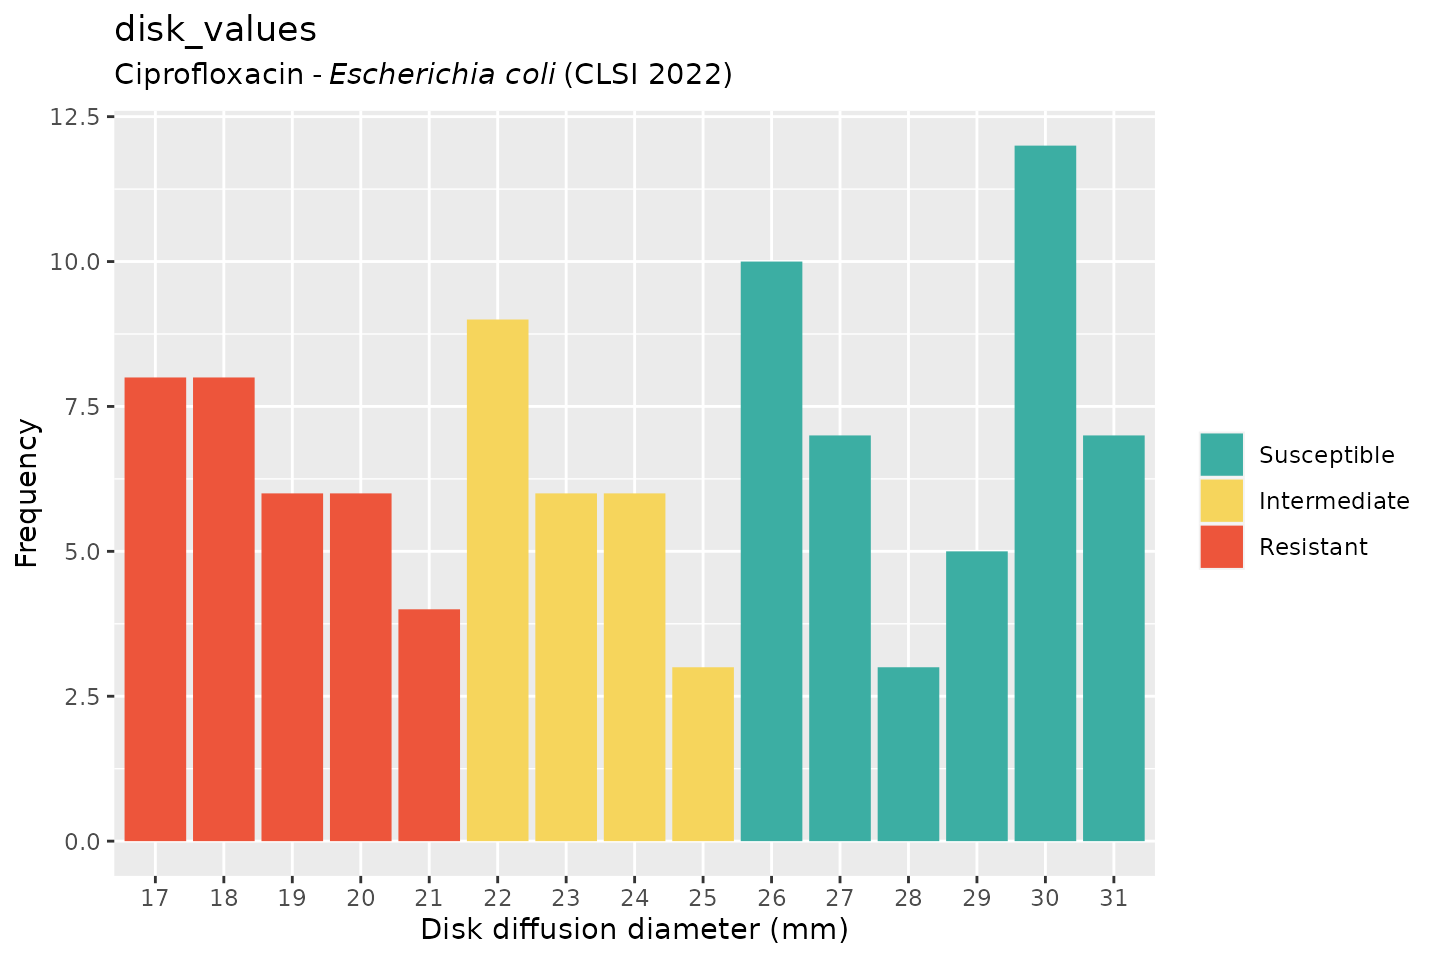 disk_values
Ciprofloxacin - Escherichia coli (CLSI 2022)
12.5
10.0
7.5
5.0
2.5
0.0
Frequency
17 18 19 20 21 22 23 24 25 26 27 28 29 30 31
Disk diffusion diameter (mm)
Susceptible
Intermediate
Resistant